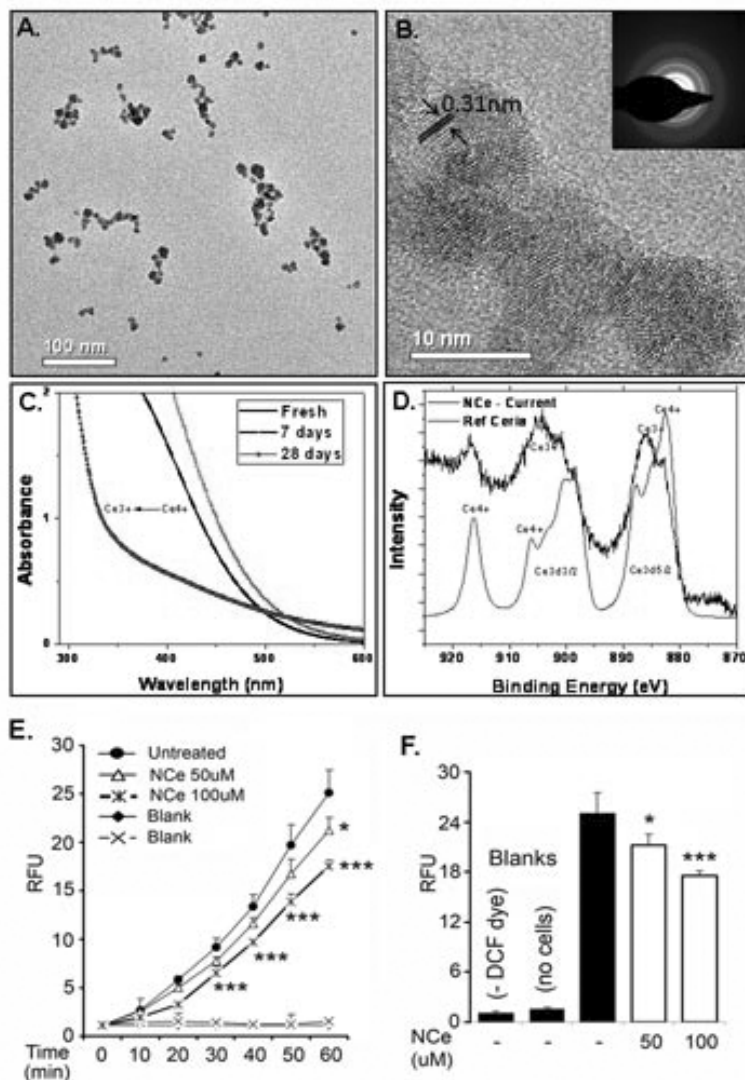 A.
100 nm
B.
0.31nm
10 nm
C.
2
1
0
Absorbance
Fresh
7 days
28 days
Ce3+ Ce4+
300 400 500 600
Wavelength (nm)
D.
NCe - Current
Ref Ceria
Ce4+
Ce3+
Ce3+
Ce4+
Ce4+
Ce3d3/2
Ce3d5/2
Intensity
920 910 900 890 880 870
Binding Energy (eV)
E.
RFU
30
25
20
15
10
5
0
Untreated
NCe 50uM
NCe 100uM
Blank
Blank
*
***
***
***
***
Time (min)
0 10 20 30 40 50 60
F.
RFU
30
24
18
12
6
0
Blanks
(- DCF dye)
(no cells)
*
***
NCe (uM)
- - - 50 100